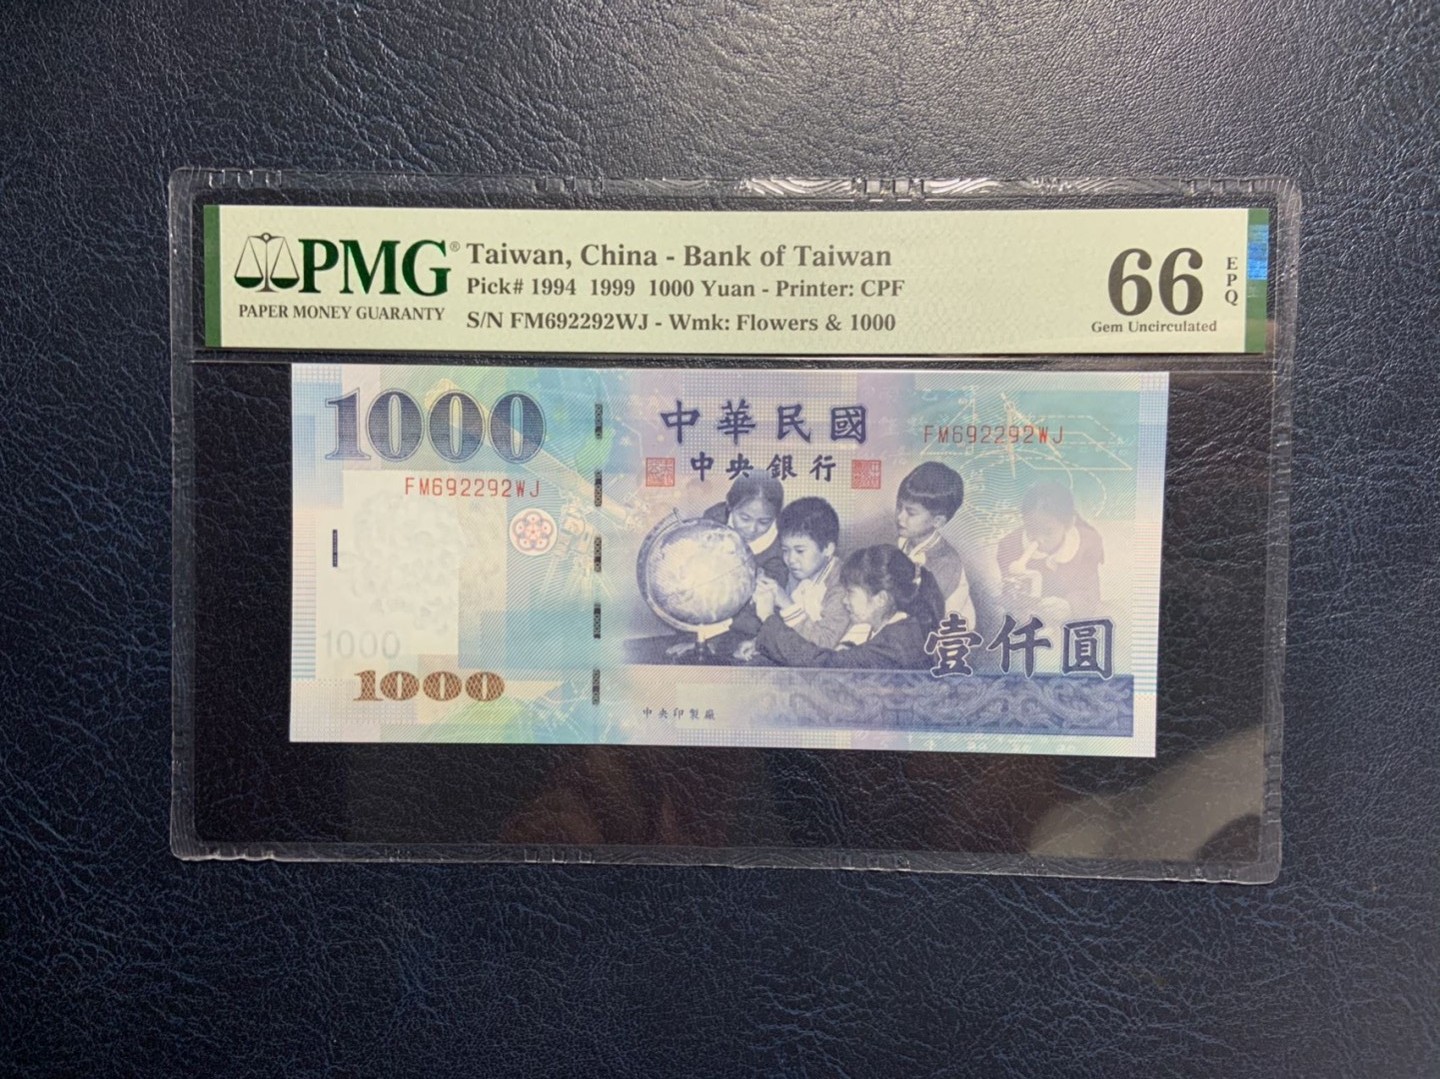 PMG®
PAPER MONEY GUARANTY
Taiwan, China - Bank of Taiwan
Pick# 1994 1999 1000 Yuan - Printer: CPF
S/N FM692292WJ - Wmk: Flowers & 1000
66
EPQ
Gem Uncirculated
1000
中華民國
FM692292WJ
中央銀行
FM692292WJ
1000
1000
壹仟圓
中央印製廠